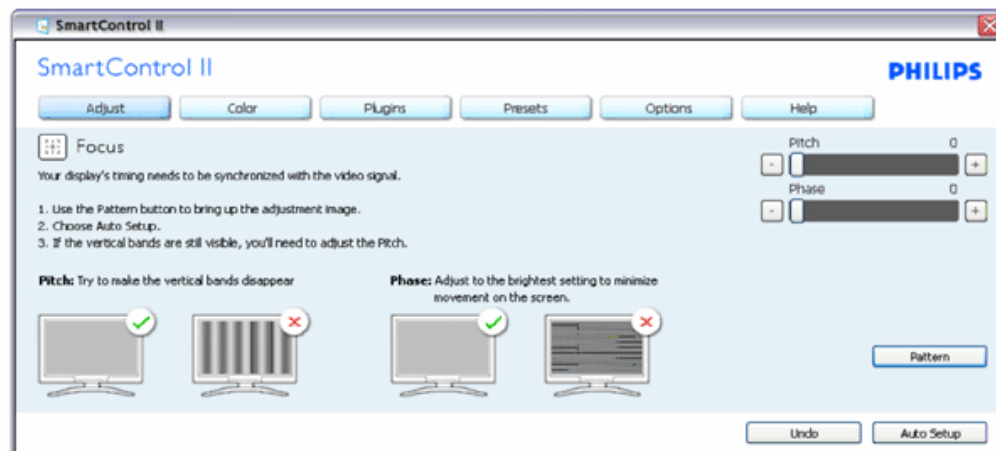 SmartControl II
SmartControl II
PHILIPS
Adjust Color Plugins Presets Options Help
Focus
Your display's timing needs to be synchronized with the video signal.
1. Use the Pattern button to bring up the adjustment image.
2. Choose Auto Setup.
3. If the vertical bands are still visible, you'll need to adjust the Pitch.
Pitch 0
- +
Phase 0
- +
Pitch: Try to make the vertical bands disappear
Phase: Adjust to the brightest setting to minimize
movement on the screen.
Pattern
Undo Auto Setup